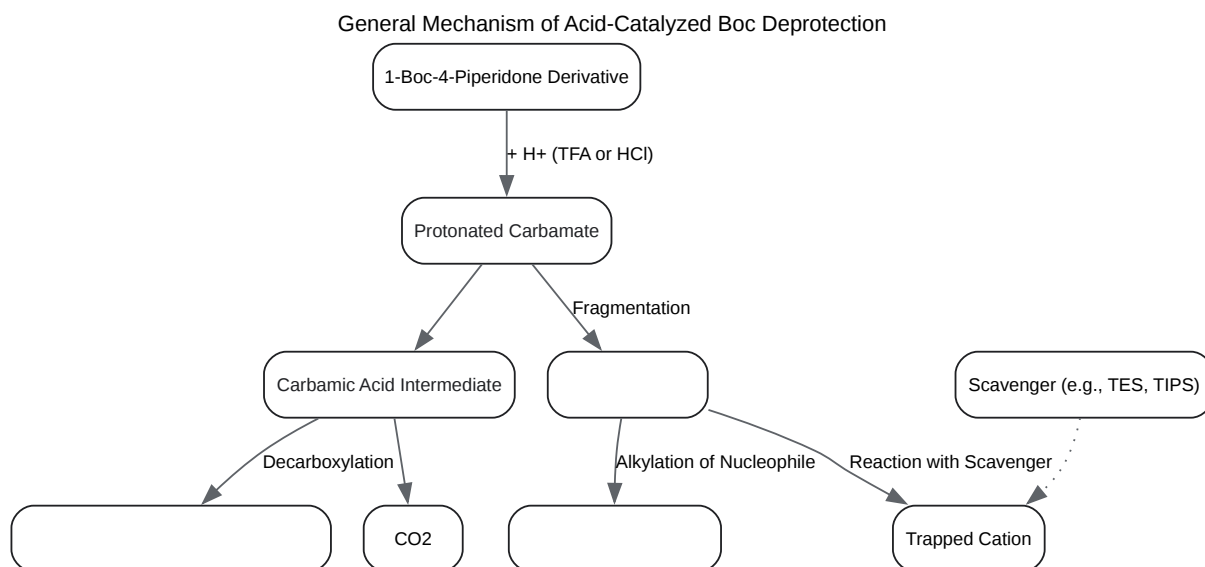 General Mechanism of Acid-Catalyzed Boc Deprotection
1-Boc-4-Piperidone Derivative
+ H+ (TFA or HCl)
Protonated Carbamate
Fragmentation
Carbamic Acid Intermediate
Scavenger (e.g., TES, TIPS)
Decarboxylation
Alkylation of Nucleophile
Reaction with Scavenger
CO2
Trapped Cation